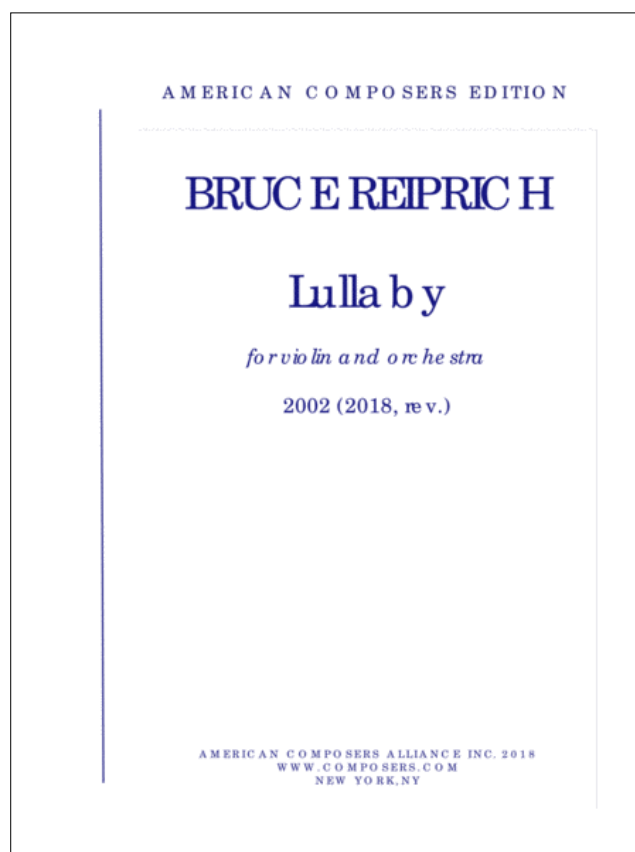 AMERICAN COMPOSERS EDITION
BRUCE REIPRICH
Lullaby
for violin and orchestra
2002 (2018, rev.)
AMERICAN COMPOSERS ALLIANCE INC. 2018
WWW.COMPOSERS.COM
NEW YORK,NY